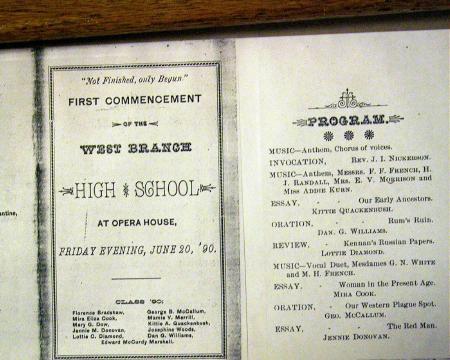 "Not Finished, only Begun."
FIRST COMMENCEMENT
OF THE
WEST BRANCH
HIGH SCHOOL
AT OPERA HOUSE,
FRIDAY EVENING, JUNE 20, '90.
CLASS '90:
Florence Bradshaw,
Mira Eliza Cook,
Mary G. Dow,
Jennie M. Donovan,
Lottie C. Diamond,
George B. McCallum,
Mamie V. Merrill,
Kittie A. Quackenbush,
Josephine Woods,
Dan G. Williams,
Edward McCurdy Marshall.
PROGRAM.
MUSIC—Anthem, Chorus of voices.
INVOCATION, REV. J. I. NICKERSON.
MUSIC—Anthem, MESSRS. F. F. FRENCH, H.
J. RANDALL, MRS. E. V. MORRISON and
MISS ADDIE KURN.
ESSAY, - - Our Early Ancestors.
KITTIE QUACKENBUSH.
ORATION, - - Rum's Ruin.
DAN. G. WILLIAMS.
REVIEW, - Kennan's Russian Papers.
LOTTIE DIAMOND.
MUSIC—Vocal Duet, Mesdames G. N. WHITE
and M. H. FRENCH.
ESSAY, - Woman in the Present Age.
MIRA COOK.
ORATION, - Our Western Plague Spot.
GEO. MCCALLUM.
ESSAY, - - The Red Man.
JENNIE DONOVAN.